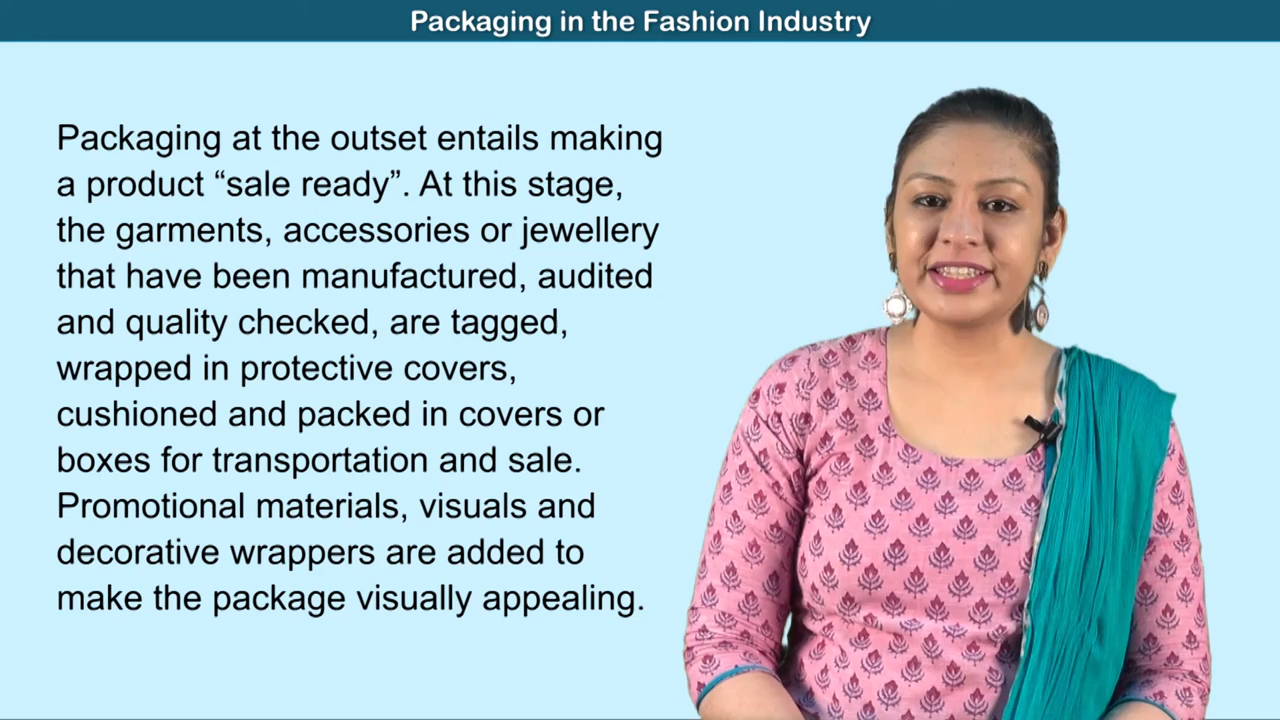 Packaging in the Fashion Industry
Packaging at the outset entails making
a product “sale ready”. At this stage,
the garments, accessories or jewellery
that have been manufactured, audited
and quality checked, are tagged,
wrapped in protective covers,
cushioned and packed in covers or
boxes for transportation and sale.
Promotional materials, visuals and
decorative wrappers are added to
make the package visually appealing.